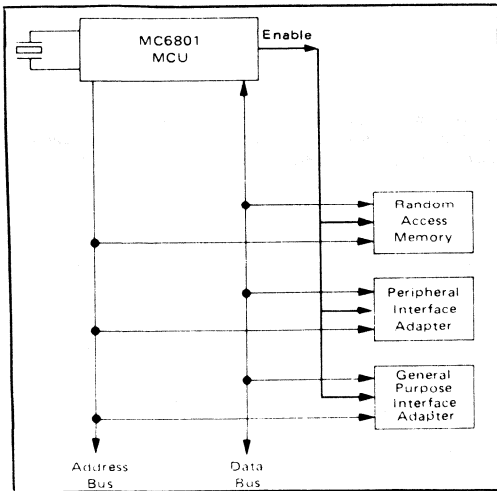 MC6801
MCU
Enable
Random
Access
Memory
Peripheral
Interface
Adapter
General
Purpose
Interface
Adapter
Address
Bus
Data
Bus